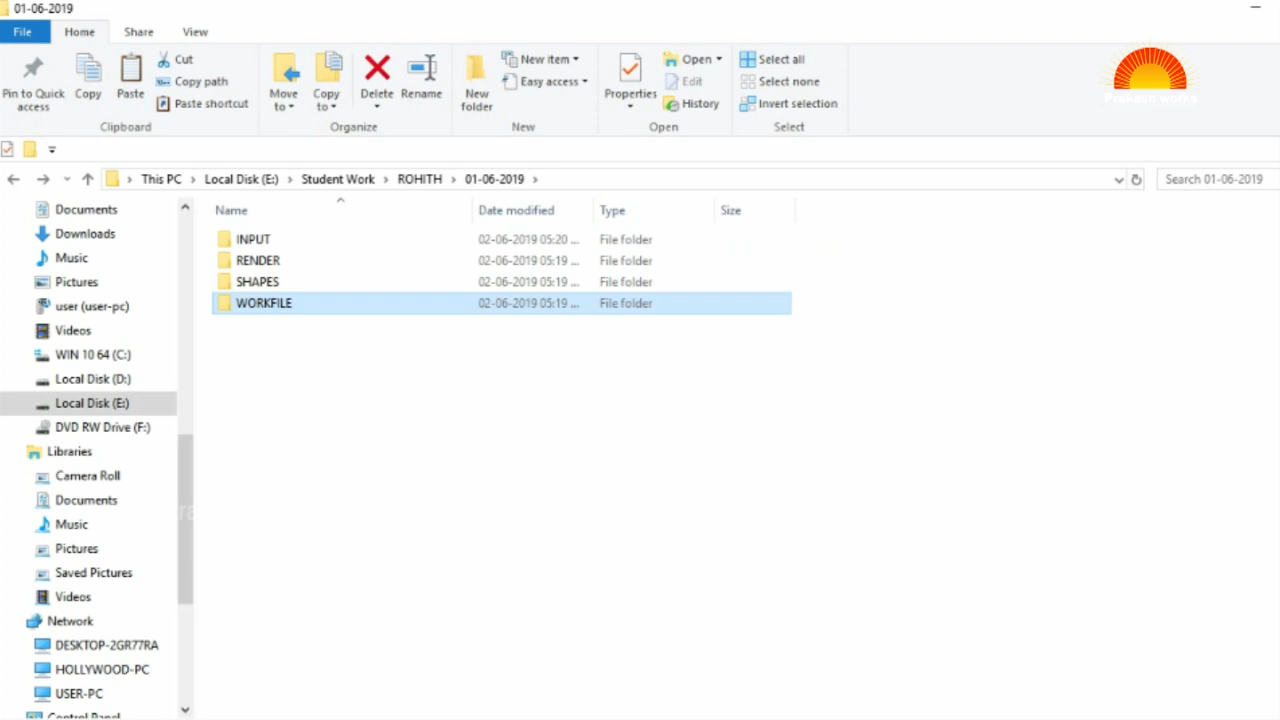 01-06-2019
File Home Share View
Pin to Quick access
Copy
Paste
Cut
Copy path
Paste shortcut
Clipboard
Move to
Copy to
Delete
Rename
Organize
New folder
New item
Easy access
New
Properties
Open
Edit
History
Open
Select all
Select none
Invert selection
Select
Prakash works
This PC > Local Disk (E:) > Student Work > ROHITH > 01-06-2019 >
Search 01-06-2019
Name Date modified Type Size
INPUT 02-06-2019 05:20 ... File folder
RENDER 02-06-2019 05:19 ... File folder
SHAPES 02-06-2019 05:19 ... File folder
WORKFILE 02-06-2019 05:19 ... File folder
Documents
Downloads
Music
Pictures
user (user-pc)
Videos
WIN 10 64 (C:)
Local Disk (D:)
Local Disk (E:)
DVD RW Drive (F:)
Libraries
Camera Roll
Documents
Music
Pictures
Saved Pictures
Videos
Network
DESKTOP-2GR77RA
HOLLYWOOD-PC
USER-PC
Control Panel